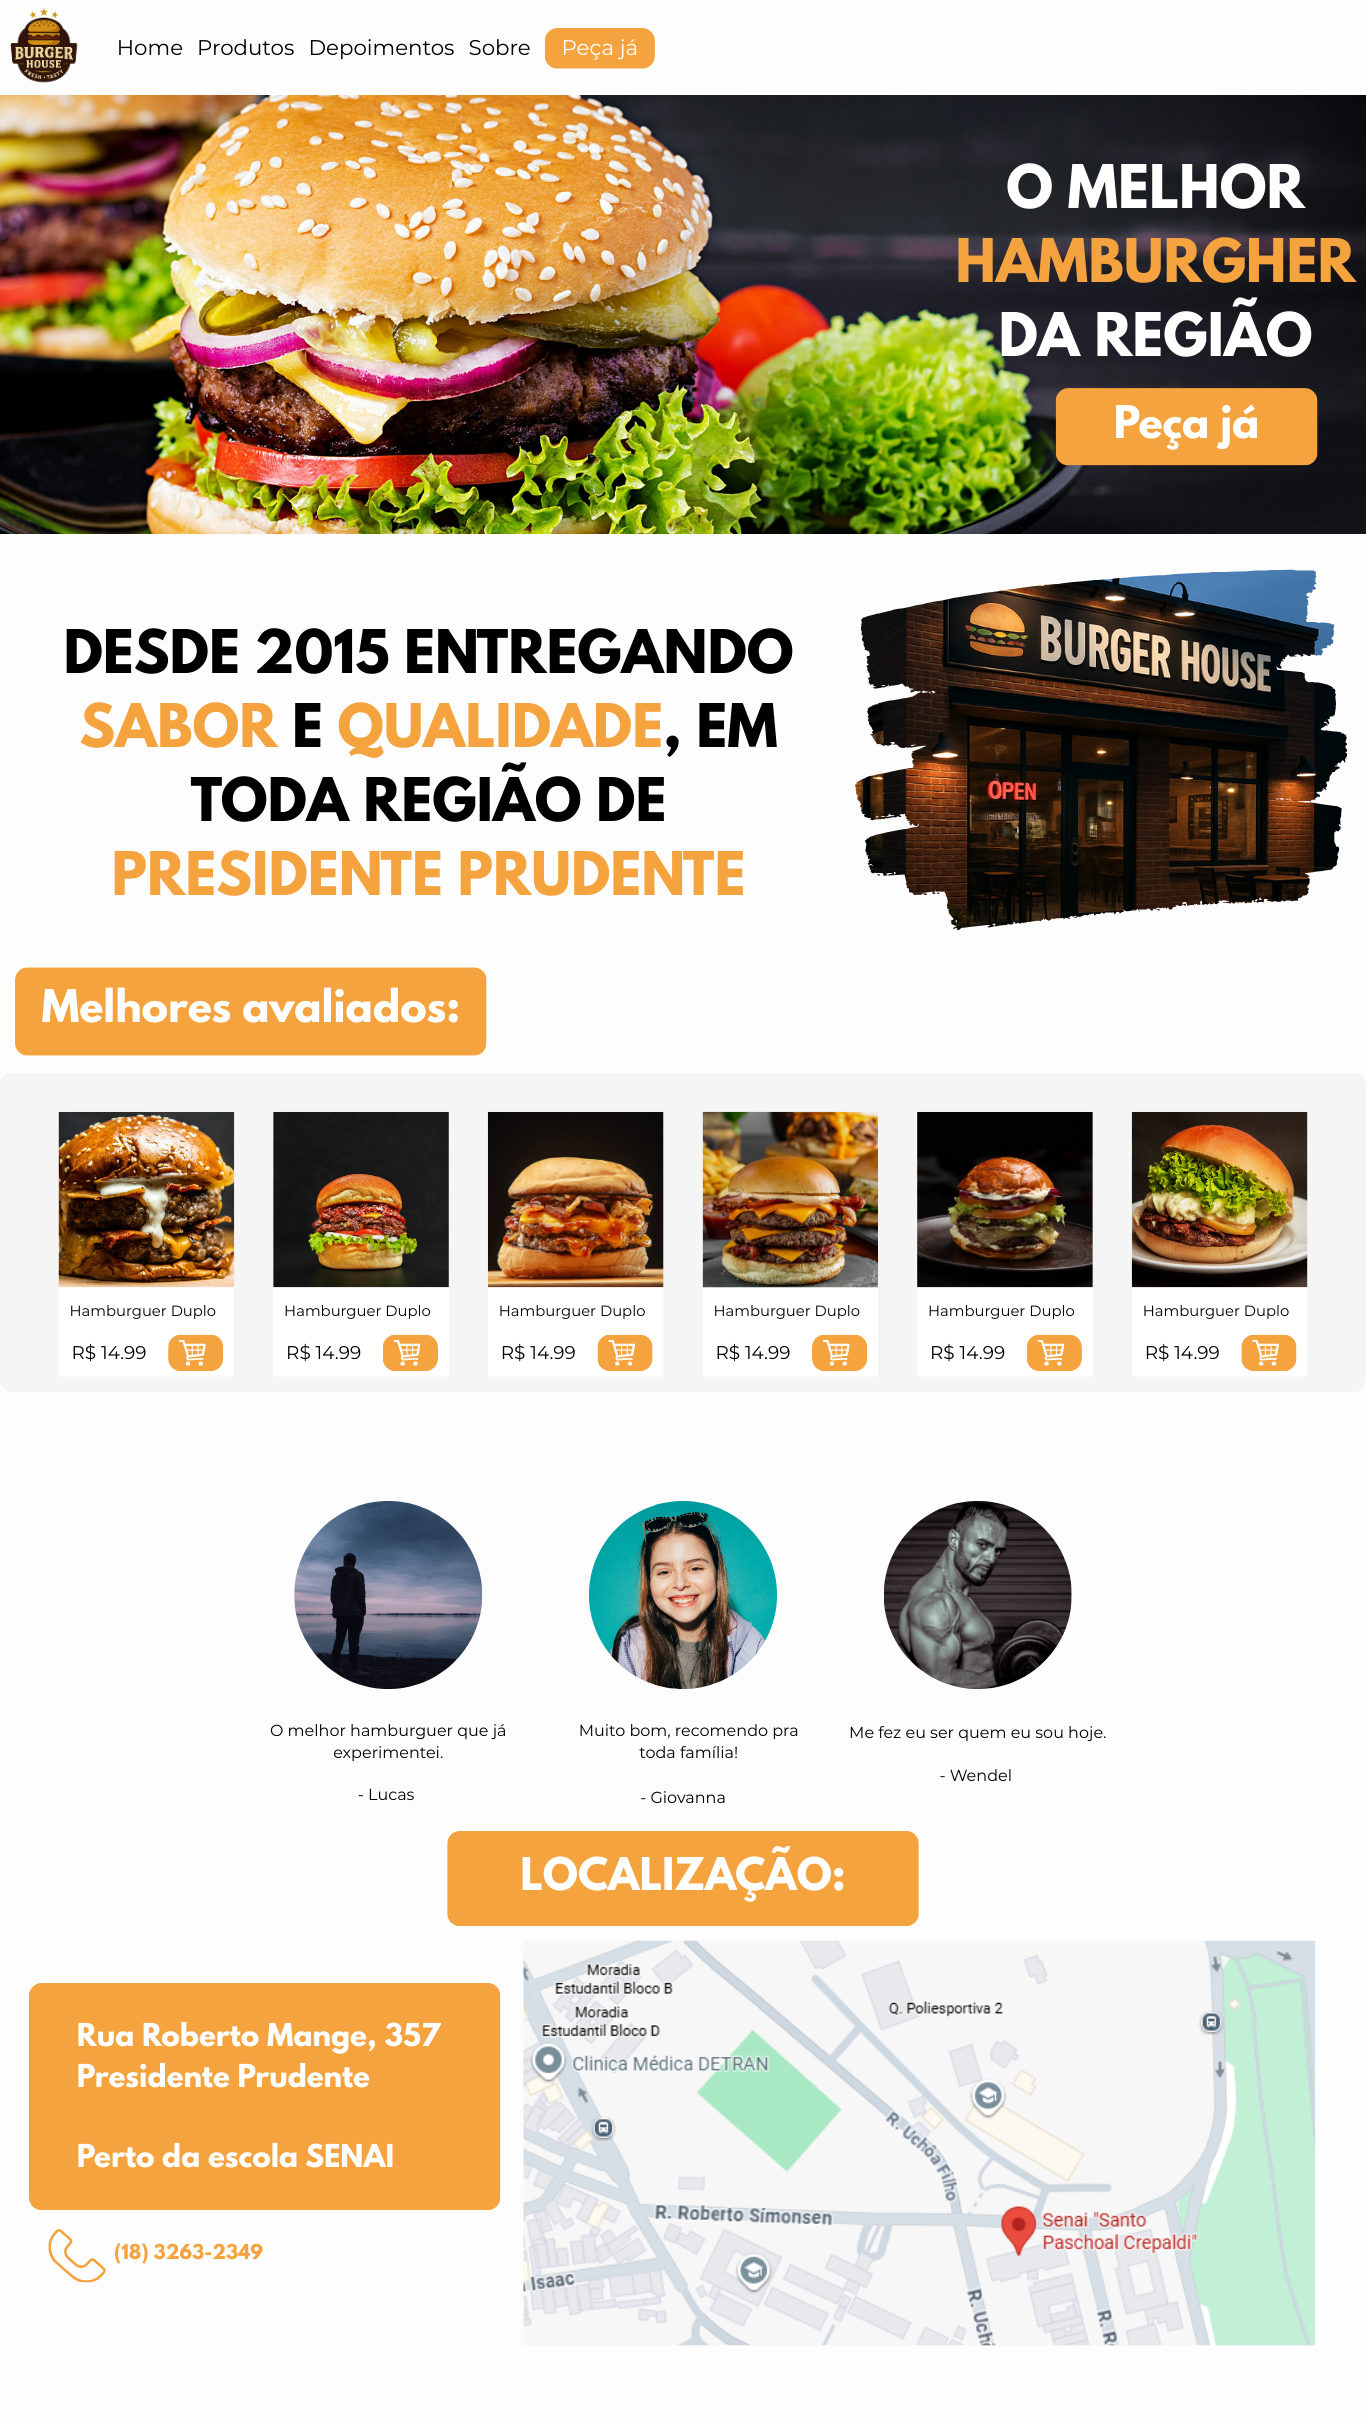 BURGER
HOUSE
FRESH • TASTY
Home Produtos Depoimentos Sobre Peça já
O MELHOR
HAMBURGHER
DA REGIÃO
Peça já
BURGER HOUSE
OPEN
DESDE 2015 ENTREGANDO
SABOR E QUALIDADE, EM
TODA REGIÃO DE
PRESIDENTE PRUDENTE
Melhores avaliados:
Hamburguer Duplo
R$ 14.99
Hamburguer Duplo
R$ 14.99
Hamburguer Duplo
R$ 14.99
Hamburguer Duplo
R$ 14.99
Hamburguer Duplo
R$ 14.99
Hamburguer Duplo
R$ 14.99
O melhor hamburguer que já
experimentei.
- Lucas
Muito bom, recomendo pra
toda família!
- Giovanna
Me fez eu ser quem eu sou hoje.
- Wendel
LOCALIZAÇÃO:
Rua Roberto Mange, 357
Presidente Prudente
Perto da escola SENAI
(18) 3263-2349
Moradia
Estudantil Bloco B
Moradia
Estudantil Bloco D
Clinica Médica DETRAN
Q. Poliesportiva 2
R. Uchôa Filho
R. Roberto Simonsen
Senai "Santo
Paschoal Crepaldi"
Isaac
R. Uchô
R. R